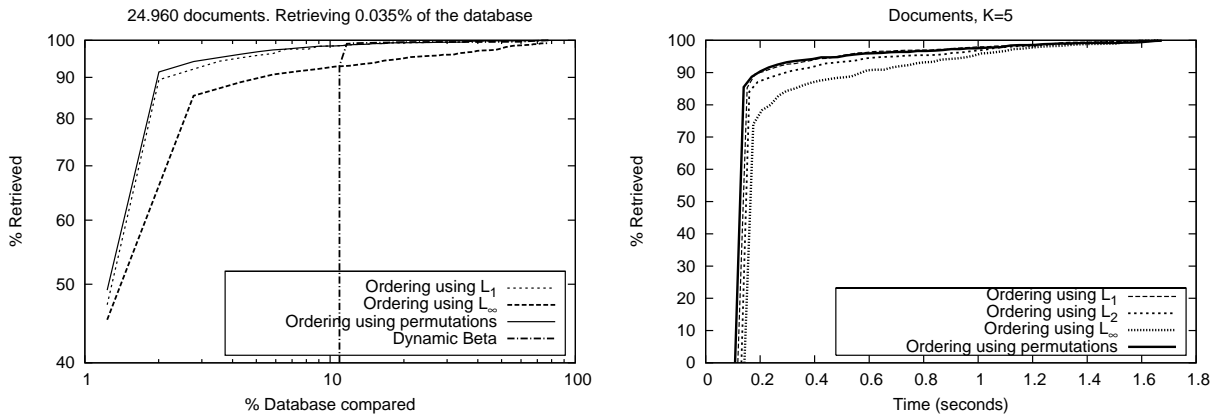 24.960 documents. Retrieving 0.035% of the database
% Retrieved
100
90
80
70
60
50
40
Ordering using L1
Ordering using L∞
Ordering using permutations
Dynamic Beta
1 10 100
% Database compared
Documents, K=5
% Retrieved
100
90
80
70
60
50
40
30
20
10
0
Ordering using L1
Ordering using L2
Ordering using L∞
Ordering using permutations
0 0.2 0.4 0.6 0.8 1 1.2 1.4 1.6 1.8
Time (seconds)